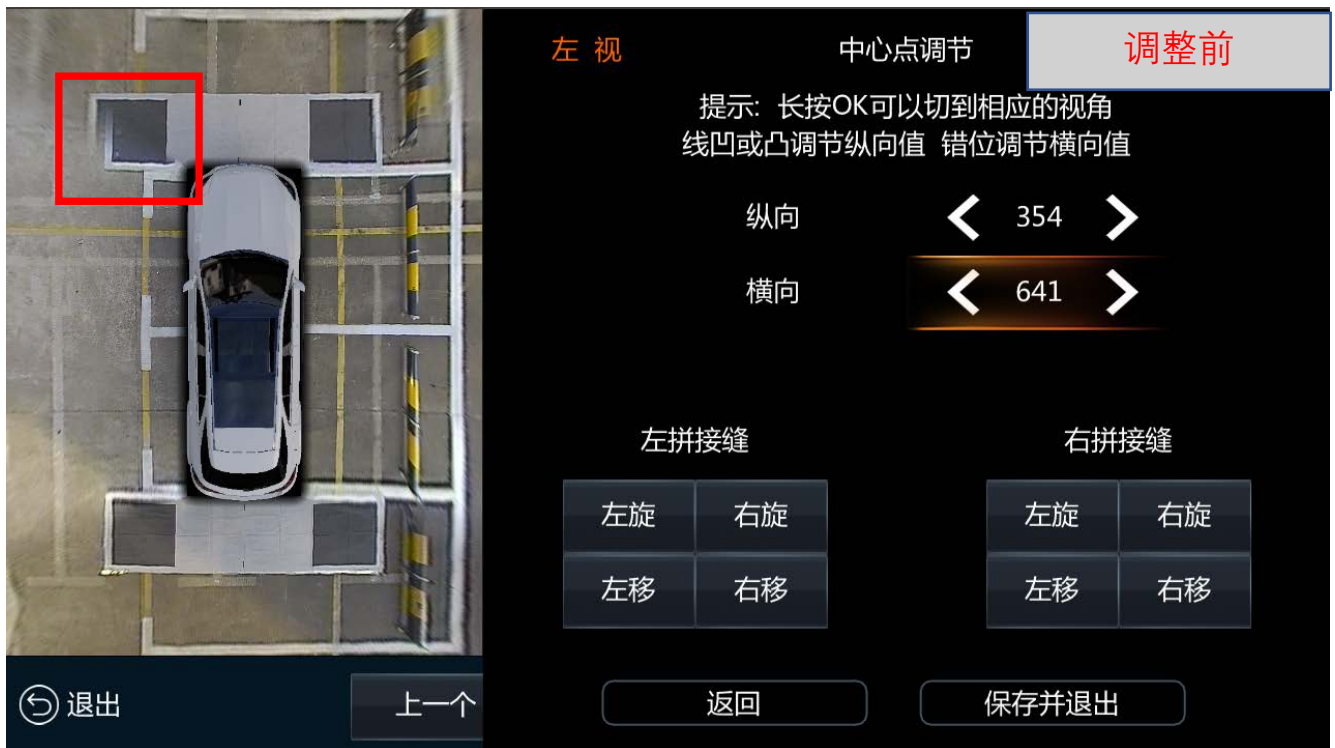 左 视
中心点调节
调整前
提示: 长按OK可以切到相应的视角
线凹或凸调节纵向值 错位调节横向值
纵向
354
横向
641
左拼接缝
右拼接缝
左旋
右旋
左旋
右旋
左移
右移
左移
右移
退出
上一个
返回
保存并退出